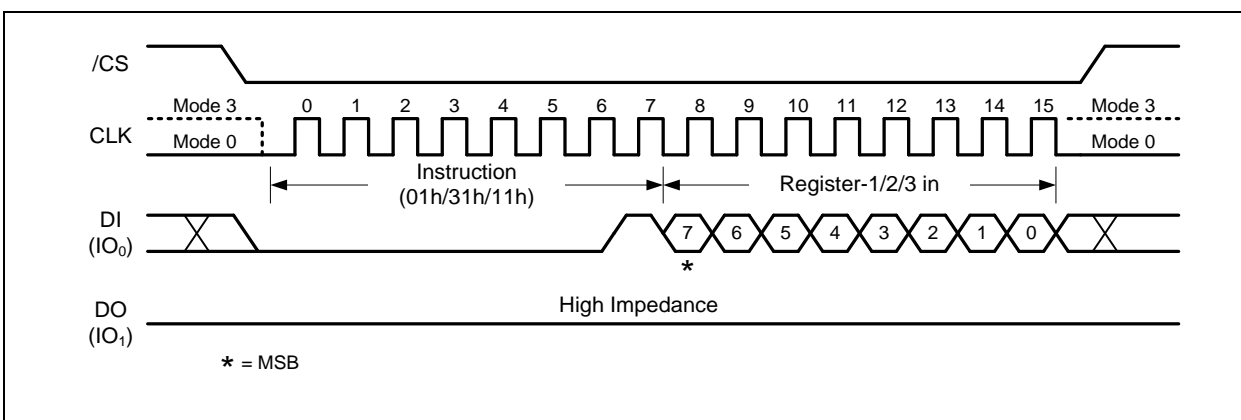 /CS
Mode 3 0 1 2 3 4 5 6 7 8 9 10 11 12 13 14 15 Mode 3
CLK Mode 0 Mode 0
Instruction
(01h/31h/11h)
Register-1/2/3 in
DI
(IO₀)
7 6 5 4 3 2 1 0
*
High Impedance
DO
(IO₁)
* = MSB